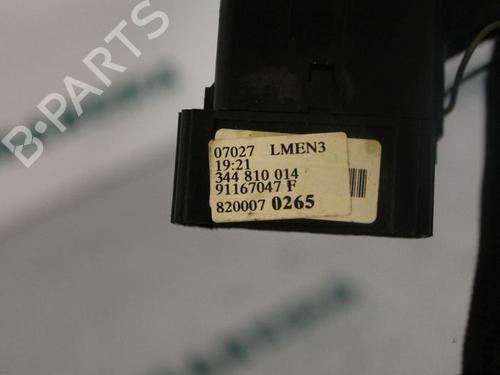 B-PARTS
07027 LMEN3
19:21
344 810 014
91167047 F
820007 0265